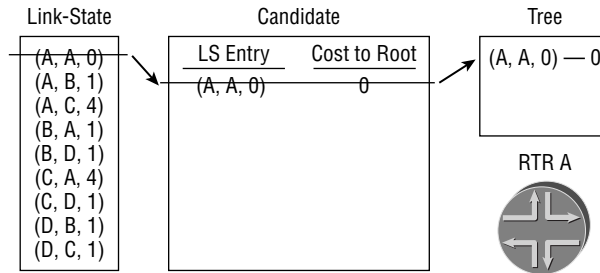 Link-State
Candidate
Tree
(A, A, 0)
(A, B, 1)
(A, C, 4)
(B, A, 1)
(B, D, 1)
(C, A, 4)
(C, D, 1)
(D, B, 1)
(D, C, 1)
LS Entry Cost to Root
(A, A, 0) 0
(A, A, 0) — 0
RTR A